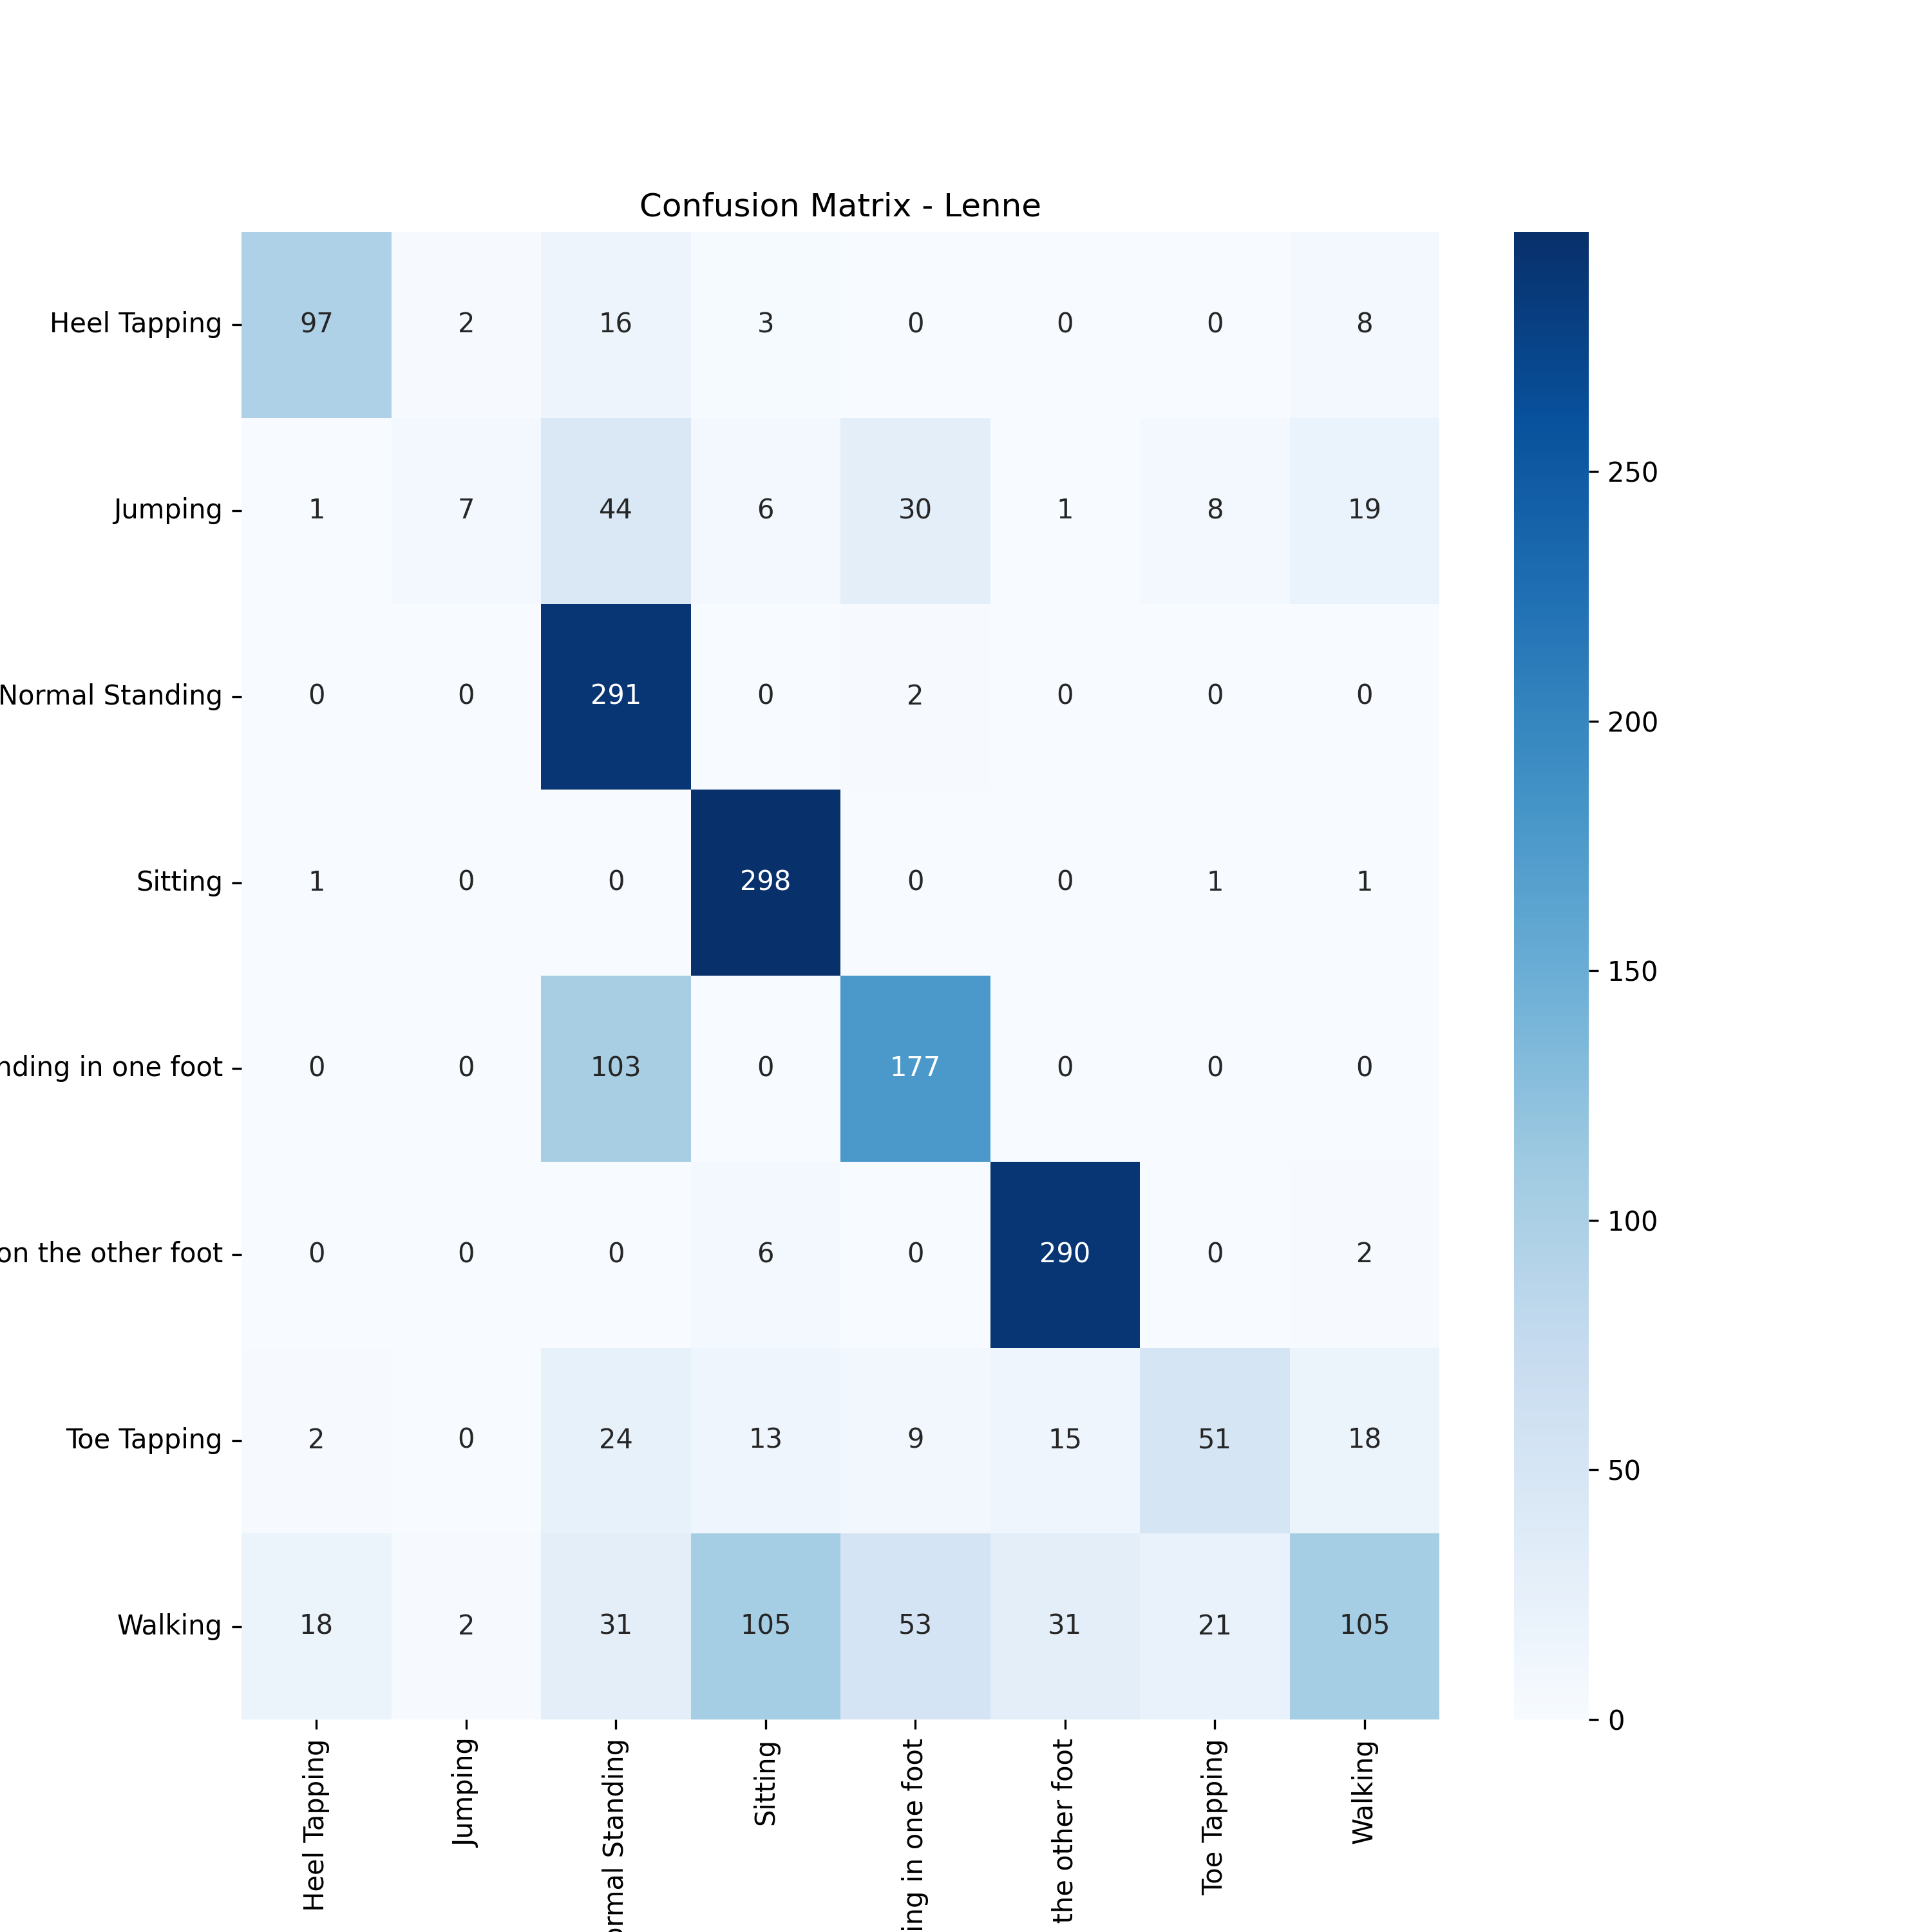 Confusion Matrix - Lenne
Heel Tapping 97 2 16 3 0 0 0 8
Jumping 1 7 44 6 30 1 8 19
250
Normal Standing 0 0 291 0 2 0 0 0
200
Sitting 1 0 0 298 0 0 1 1
150
nding in one foot 0 0 103 0 177 0 0 0
100
on the other foot 0 0 0 6 0 290 0 2
Toe Tapping 2 0 24 13 9 15 51 18
50
Walking 18 2 31 105 53 31 21 105
0
Heel Tapping
Jumping
ormal Standing
Sitting
ing in one foot
the other foot
Toe Tapping
Walking